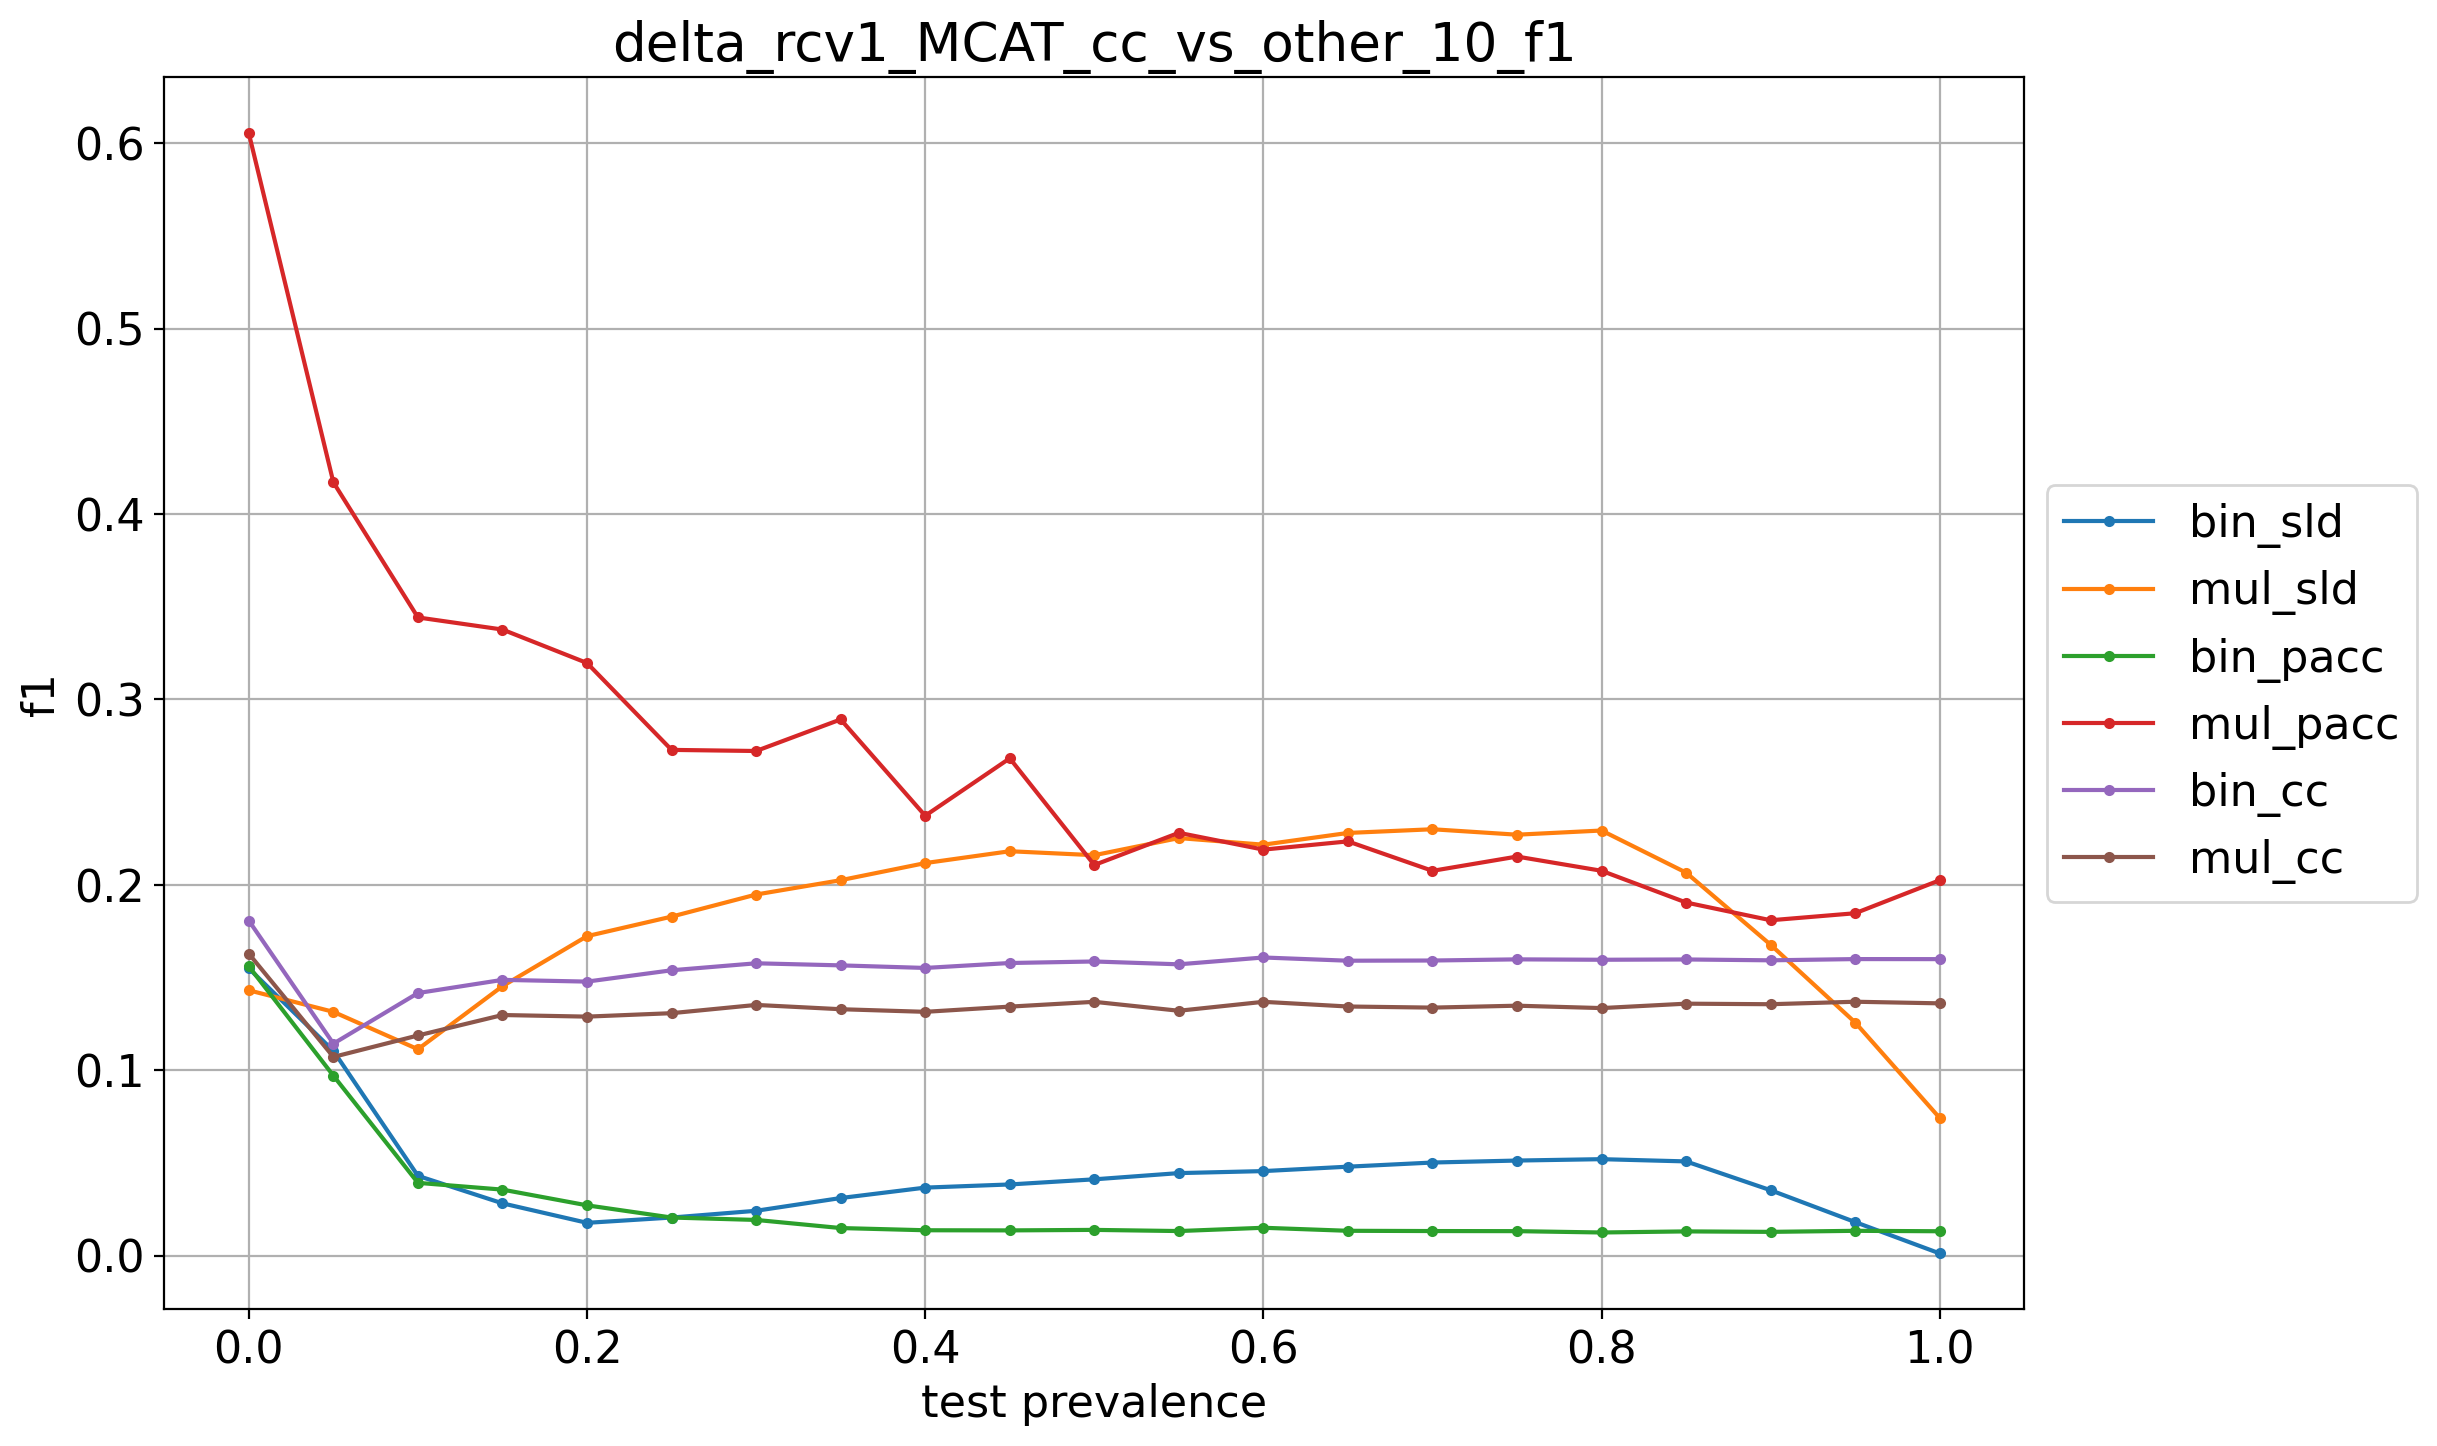 delta_rcv1_MCAT_cc_vs_other_10_f1
f1
0.6
0.5
0.4
0.3
0.2
0.1
0.0
0.0 0.2 0.4 0.6 0.8 1.0
test prevalence
bin_sld
mul_sld
bin_pacc
mul_pacc
bin_cc
mul_cc